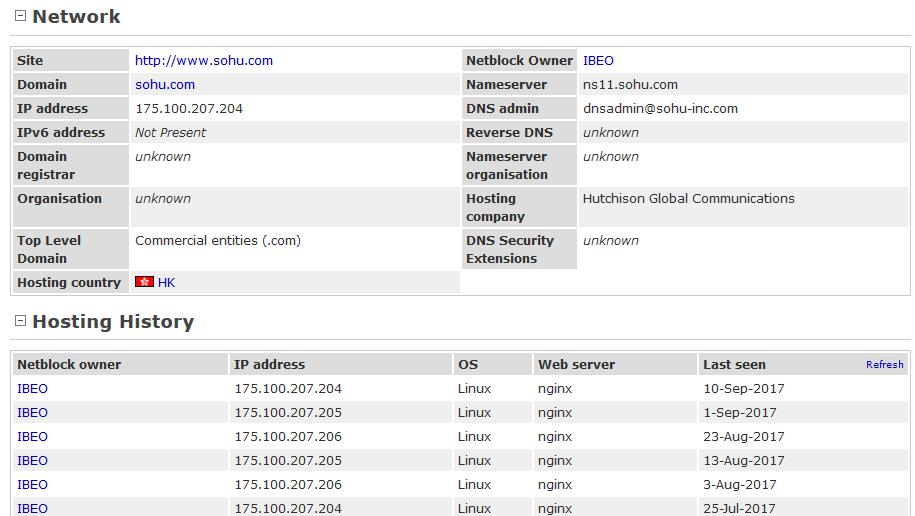 Network
Site http://www.sohu.com Netblock Owner IBEO
Domain sohu.com Nameserver ns11.sohu.com
IP address 175.100.207.204 DNS admin dnsadmin@sohu-inc.com
IPv6 address Not Present Reverse DNS unknown
Domain registrar unknown Nameserver organisation unknown
Organisation unknown Hosting company Hutchison Global Communications
Top Level Domain Commercial entities (.com) DNS Security Extensions unknown
Hosting country HK
Hosting History
Netblock owner IP address OS Web server Last seen Refresh
IBEO 175.100.207.204 Linux nginx 10-Sep-2017
IBEO 175.100.207.205 Linux nginx 1-Sep-2017
IBEO 175.100.207.206 Linux nginx 23-Aug-2017
IBEO 175.100.207.205 Linux nginx 13-Aug-2017
IBEO 175.100.207.206 Linux nginx 3-Aug-2017
IBEO 175.100.207.204 Linux nginx 25-Jul-2017